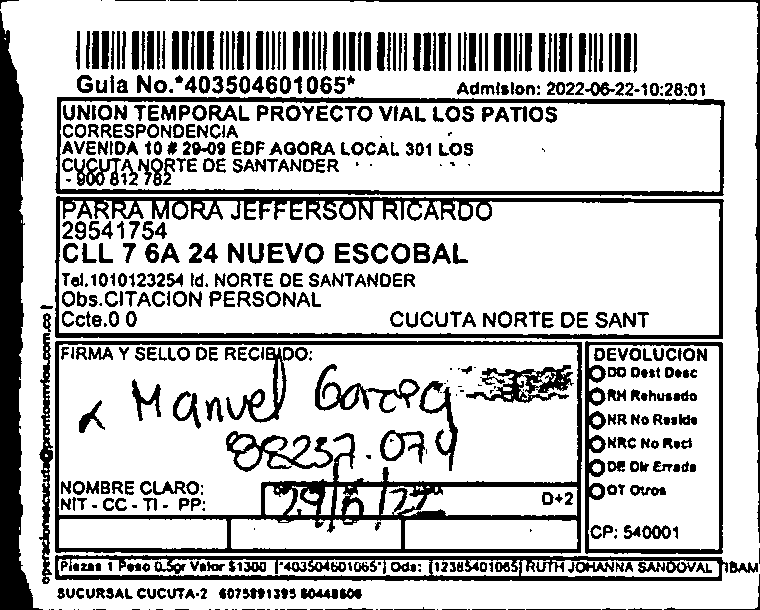 Guia No.*403504601065*
Admision: 2022-06-22-10:28:01
UNION TEMPORAL PROYECTO VIAL LOS PATIOS
CORRESPONDENCIA
AVENIDA 10 # 29-09 EDF AGORA LOCAL 301 LOS
CUCUTA NORTE DE SANTANDER
- 900 812 782
PARRA MORA JEFFERSON RICARDO
29541754
CLL 7 6A 24 NUEVO ESCOBAL
Tel.1010123254 Id. NORTE DE SANTANDER
Obs.CITACION PERSONAL
Ccte.0 0
CUCUTA NORTE DE SANT
operacionescucuta@prontoenvios.com.co
FIRMA Y SELLO DE RECIBIDO:
Manuel Garcia
88237.074
NOMBRE CLARO:
NIT - CC - TI - PP:
29/6/22
D+2
DEVOLUCION
DD Dest Desc
RH Rehusado
NR No Reside
NRC No Recl
DE Dir Errada
OT Otros
CP: 540001
Piezas 1 Peso 0.5gr Valor $1300 [*403504601065*] Ods: [12385401065] RUTH JOHANNA SANDOVAL TIBAM
SUCURSAL CUCUTA-2 6075891395 60448606